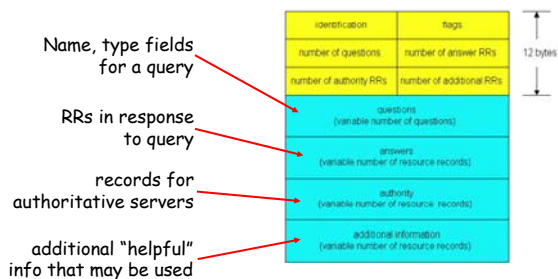 Name, type fields
for a query
RRs in response
to query
records for
authoritative servers
additional "helpful"
info that may be used
identification
flags
number of questions
number of answer RRs
number of authority RRs
number of additional RRs
12 bytes
questions
(variable number of questions)
answers
(variable number of resource records)
authority
(variable number of resource records)
additional information
(variable number of resource records)